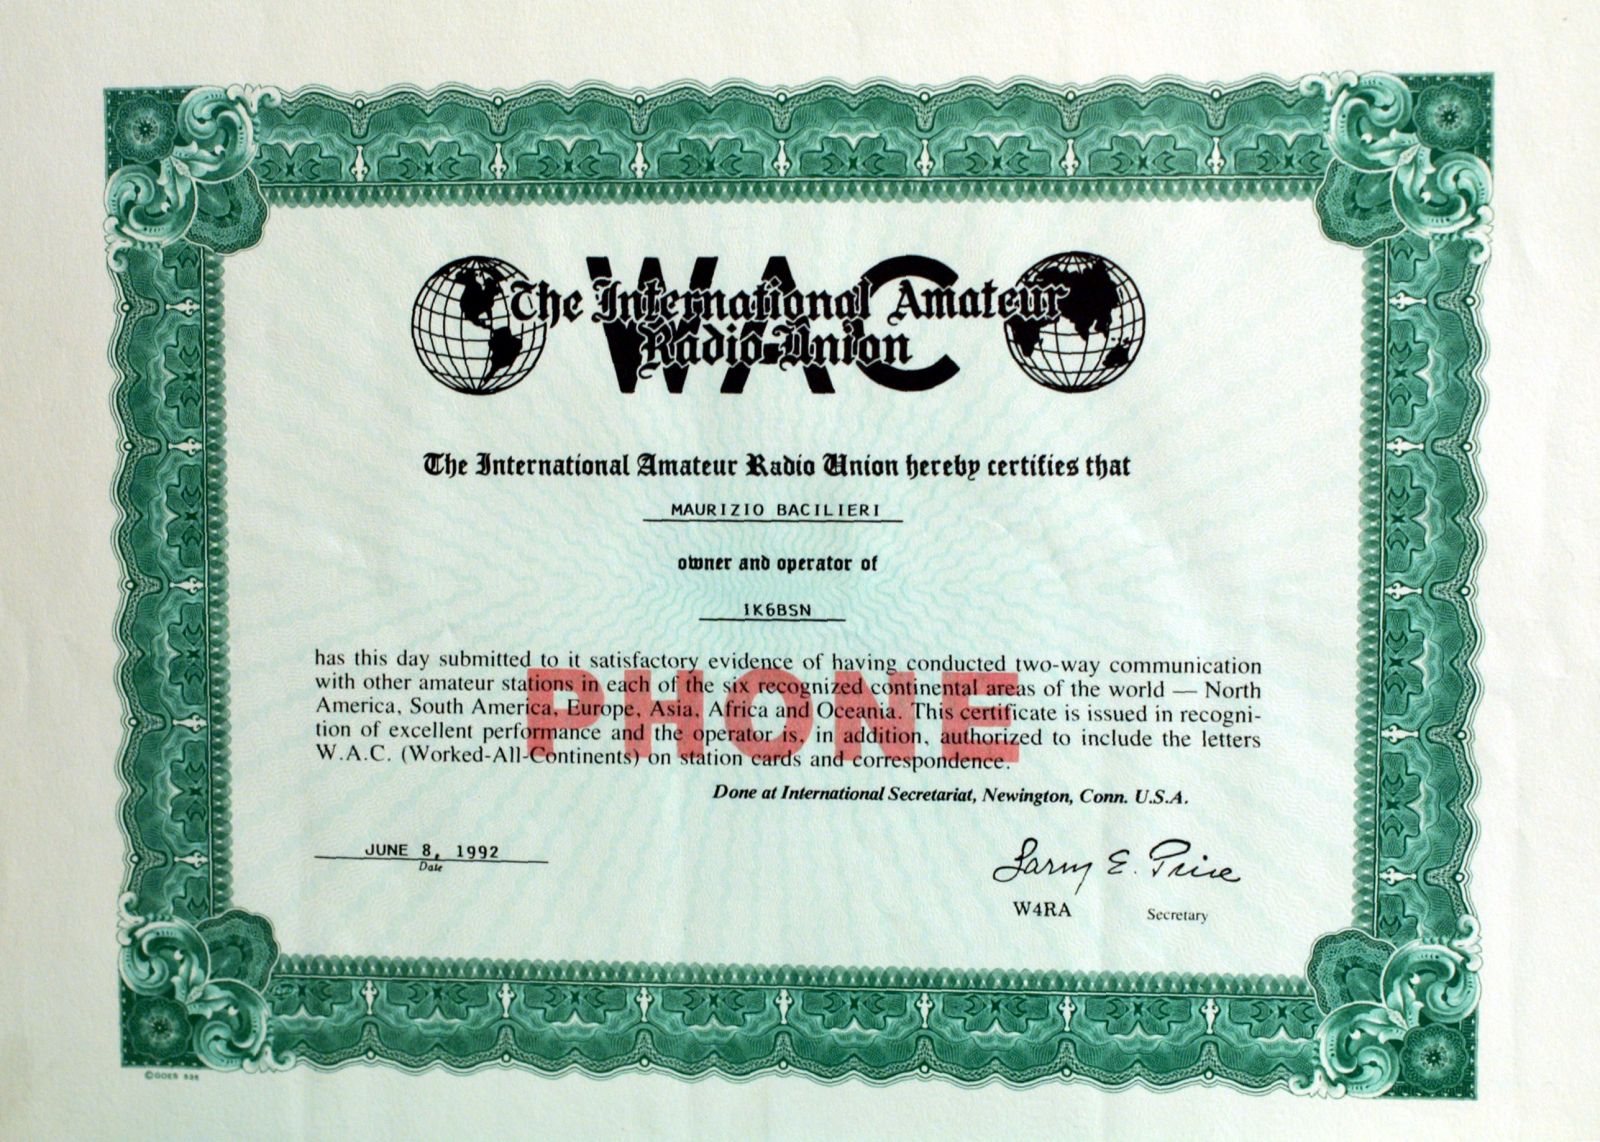 WAC
The International Amateur
Radio Union
The International Amateur Radio Union hereby certifies that
MAURIZIO BACILIERI
owner and operator of
IK6BSN
has this day submitted to it satisfactory evidence of having conducted two-way communication
with other amateur stations in each of the six recognized continental areas of the world — North
America, South America, Europe, Asia, Africa and Oceania. This certificate is issued in recogni-
tion of excellent performance and the operator is, in addition, authorized to include the letters
W.A.C. (Worked-All-Continents) on station cards and correspondence.
PHONE
Done at International Secretariat, Newington, Conn. U.S.A.
JUNE 8, 1992
Date
Larry E. Price
W4RA Secretary
©GOES 535